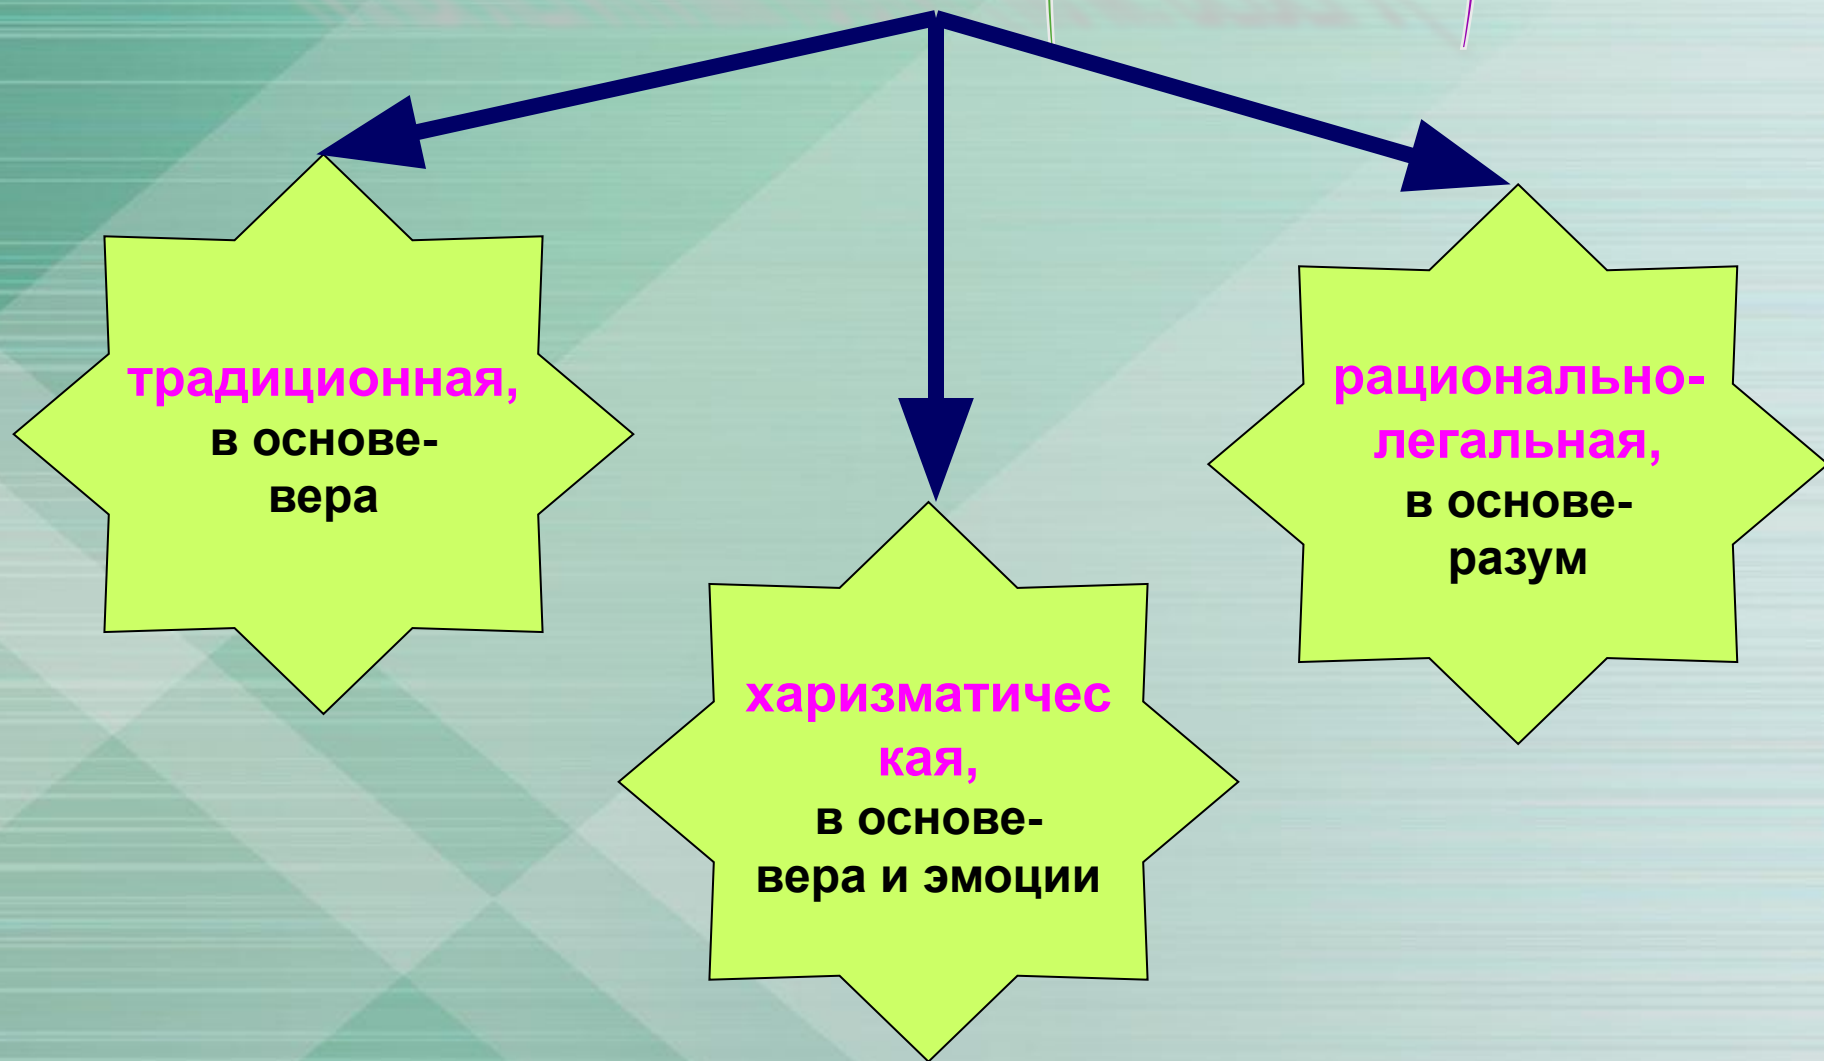 традиционная,
в основе-
вера
харизматичес
кая,
в основе-
вера и эмоции
рационально-
легальная,
в основе-
разум